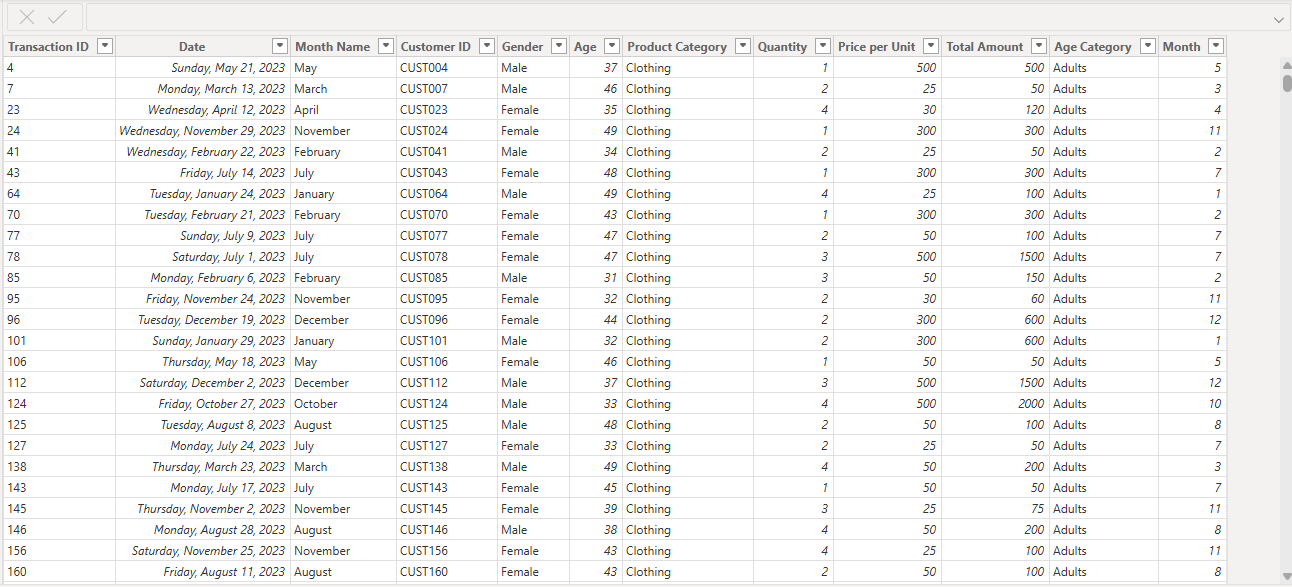 Transaction ID Date Month Name Customer ID Gender Age Product Category Quantity Price per Unit Total Amount Age Category Month
4 Sunday, May 21, 2023 May CUST004 Male 37 Clothing 1 500 500 Adults 5
7 Monday, March 13, 2023 March CUST007 Male 46 Clothing 2 25 50 Adults 3
23 Wednesday, April 12, 2023 April CUST023 Female 35 Clothing 4 30 120 Adults 4
24 Wednesday, November 29, 2023 November CUST024 Female 49 Clothing 1 300 300 Adults 11
41 Wednesday, February 22, 2023 February CUST041 Male 34 Clothing 2 25 50 Adults 2
43 Friday, July 14, 2023 July CUST043 Female 48 Clothing 1 300 300 Adults 7
64 Tuesday, January 24, 2023 January CUST064 Male 49 Clothing 4 25 100 Adults 1
70 Tuesday, February 21, 2023 February CUST070 Female 43 Clothing 1 300 300 Adults 2
77 Sunday, July 9, 2023 July CUST077 Female 47 Clothing 2 50 100 Adults 7
78 Saturday, July 1, 2023 July CUST078 Female 47 Clothing 3 500 1500 Adults 7
85 Monday, February 6, 2023 February CUST085 Male 31 Clothing 3 50 150 Adults 2
95 Friday, November 24, 2023 November CUST095 Female 32 Clothing 2 30 60 Adults 11
96 Tuesday, December 19, 2023 December CUST096 Female 44 Clothing 2 300 600 Adults 12
101 Sunday, January 29, 2023 January CUST101 Male 32 Clothing 2 300 600 Adults 1
106 Thursday, May 18, 2023 May CUST106 Female 46 Clothing 1 50 50 Adults 5
112 Saturday, December 2, 2023 December CUST112 Male 37 Clothing 3 500 1500 Adults 12
124 Friday, October 27, 2023 October CUST124 Male 33 Clothing 4 500 2000 Adults 10
125 Tuesday, August 8, 2023 August CUST125 Male 48 Clothing 2 50 100 Adults 8
127 Monday, July 24, 2023 July CUST127 Female 33 Clothing 2 25 50 Adults 7
138 Thursday, March 23, 2023 March CUST138 Male 49 Clothing 4 50 200 Adults 3
143 Monday, July 17, 2023 July CUST143 Female 45 Clothing 1 50 50 Adults 7
145 Thursday, November 2, 2023 November CUST145 Female 39 Clothing 3 25 75 Adults 11
146 Monday, August 28, 2023 August CUST146 Male 38 Clothing 4 50 200 Adults 8
156 Saturday, November 25, 2023 November CUST156 Female 43 Clothing 4 25 100 Adults 11
160 Friday, August 11, 2023 August CUST160 Female 43 Clothing 2 50 100 Adults 8